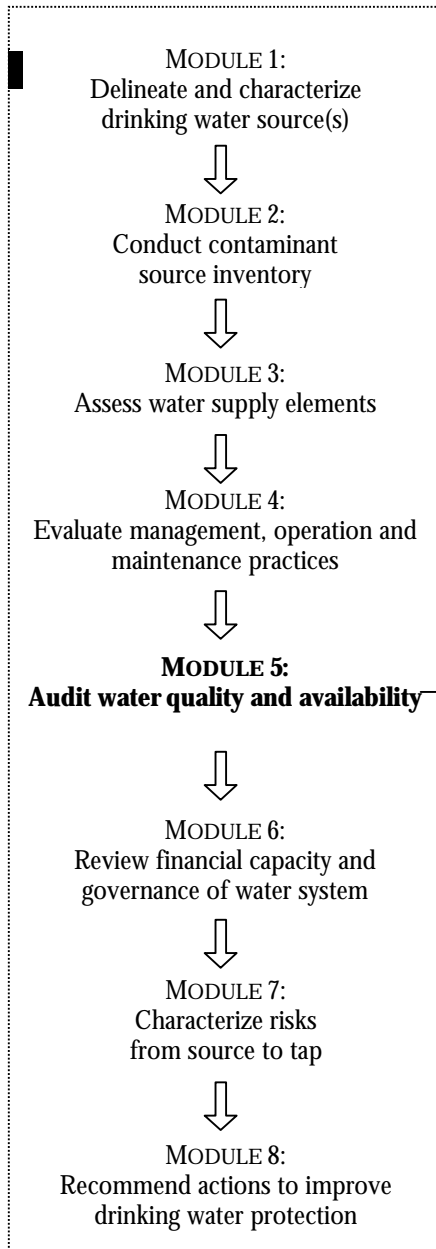 MODULE 1:
Delineate and characterize
drinking water source(s)
MODULE 2:
Conduct contaminant
source inventory
MODULE 3:
Assess water supply elements
MODULE 4:
Evaluate management, operation and
maintenance practices
MODULE 5:
Audit water quality and availability
MODULE 6:
Review financial capacity and
governance of water system
MODULE 7:
Characterize risks
from source to tap
MODULE 8:
Recommend actions to improve
drinking water protection